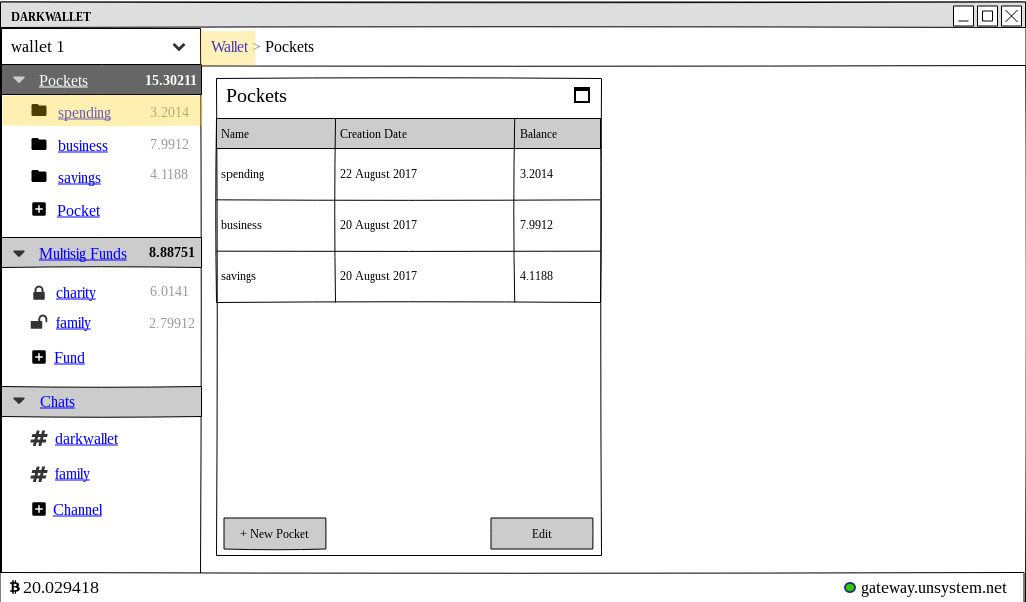 DARKWALLET
wallet 1
Wallet > Pockets
Pockets 15.30211
spending 3.2014
business 7.9912
savings 4.1188
Pocket
Multisig Funds 8.88751
charity 6.0141
family 2.79912
Fund
Chats
# darkwallet
# family
Channel
Pockets
Name Creation Date Balance
spending 22 August 2017 3.2014
business 20 August 2017 7.9912
savings 20 August 2017 4.1188
+ New Pocket
Edit
₿ 20.029418
gateway.unsystem.net